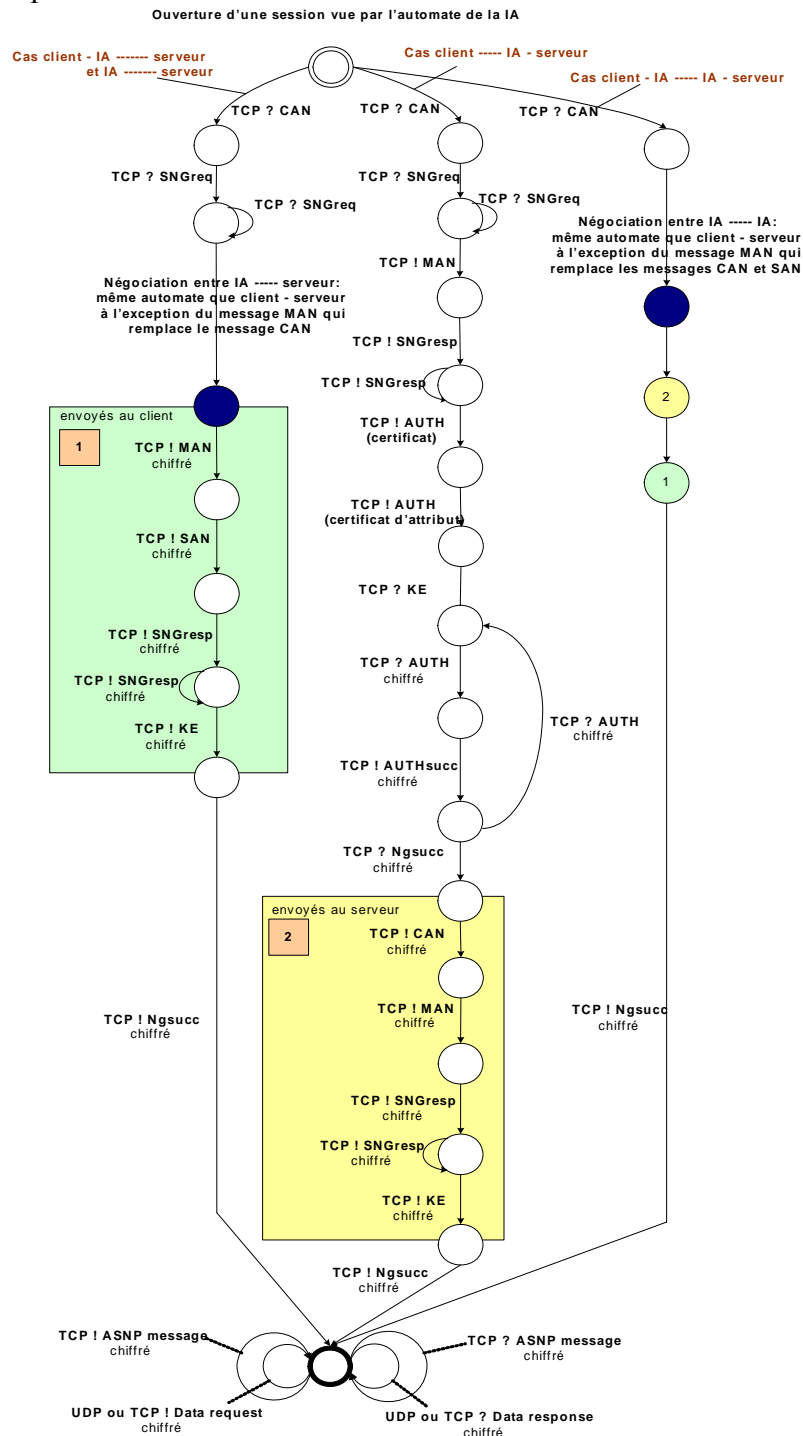 Ouverture d'une session vue par l'automate de la IA
Cas client - IA ------- serveur
et IA ------- serveur
Cas client ----- IA - serveur
Cas client - IA ----- IA - serveur
TCP ? CAN
TCP ? CAN
TCP ? CAN
TCP ? SNGreq
TCP ? SNGreq
TCP ? SNGreq
TCP ? SNGreq
Négociation entre IA ----- IA:
même automate que client - serveur
à l'exception du message MAN qui
remplace les messages CAN et SAN
TCP ! MAN
Négociation entre IA ----- serveur:
même automate que client - serveur
à l'exception du message MAN qui
remplace le message CAN
TCP ! SNGresp
TCP ! SNGresp
2
envoyés au client
1
TCP ! MAN
chiffré
TCP ! AUTH
(certificat)
1
TCP ! SAN
chiffré
TCP ! AUTH
(certificat d'attribut)
TCP ? KE
TCP ! SNGresp
chiffré
TCP ! SNGresp
chiffré
TCP ? AUTH
chiffré
TCP ! KE
chiffré
TCP ? AUTH
chiffré
TCP ! AUTHsucc
chiffré
TCP ? Ngsucc
chiffré
envoyés au serveur
2
TCP ! CAN
chiffré
TCP ! MAN
chiffré
TCP ! Ngsucc
chiffré
TCP ! Ngsucc
chiffré
TCP ! SNGresp
chiffré
TCP ! SNGresp
chiffré
TCP ! KE
chiffré
TCP ! Ngsucc
chiffré
TCP ! ASNP message
chiffré
TCP ? ASNP message
chiffré
UDP ou TCP ! Data request
chiffré
UDP ou TCP ? Data response
chiffré